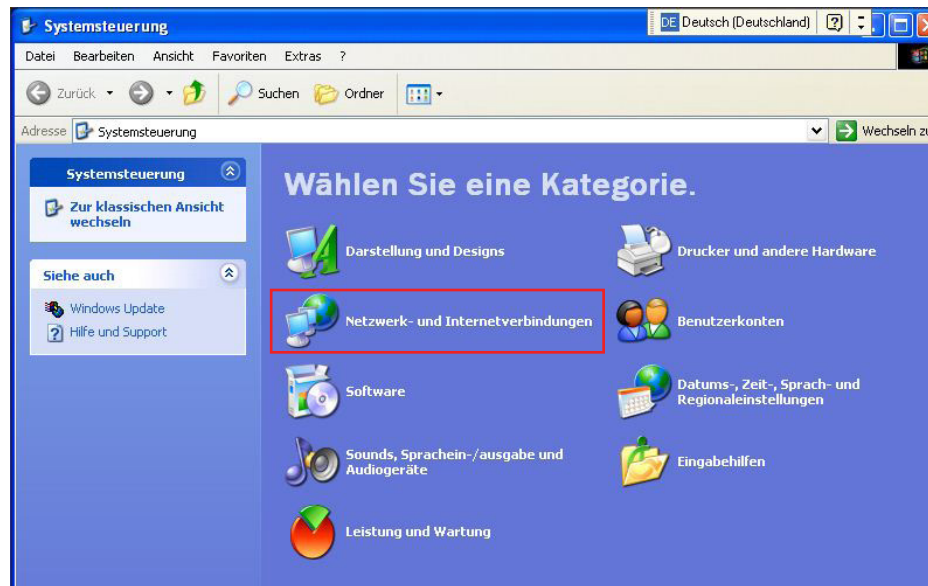 Systemsteuerung
DE Deutsch (Deutschland)
Datei Bearbeiten Ansicht Favoriten Extras ?
Zurück Suchen Ordner
Adresse Systemsteuerung Wechseln zu
Systemsteuerung
Zur klassischen Ansicht
wechseln
Siehe auch
Windows Update
Hilfe und Support
Wählen Sie eine Kategorie.
Darstellung und Designs
Drucker und andere Hardware
Netzwerk- und Internetverbindungen
Benutzerkonten
Software
Datums-, Zeit-, Sprach- und
Regionaleinstellungen
Sounds, Sprachein-/ausgabe und
Audiogeräte
Eingabehilfen
Leistung und Wartung